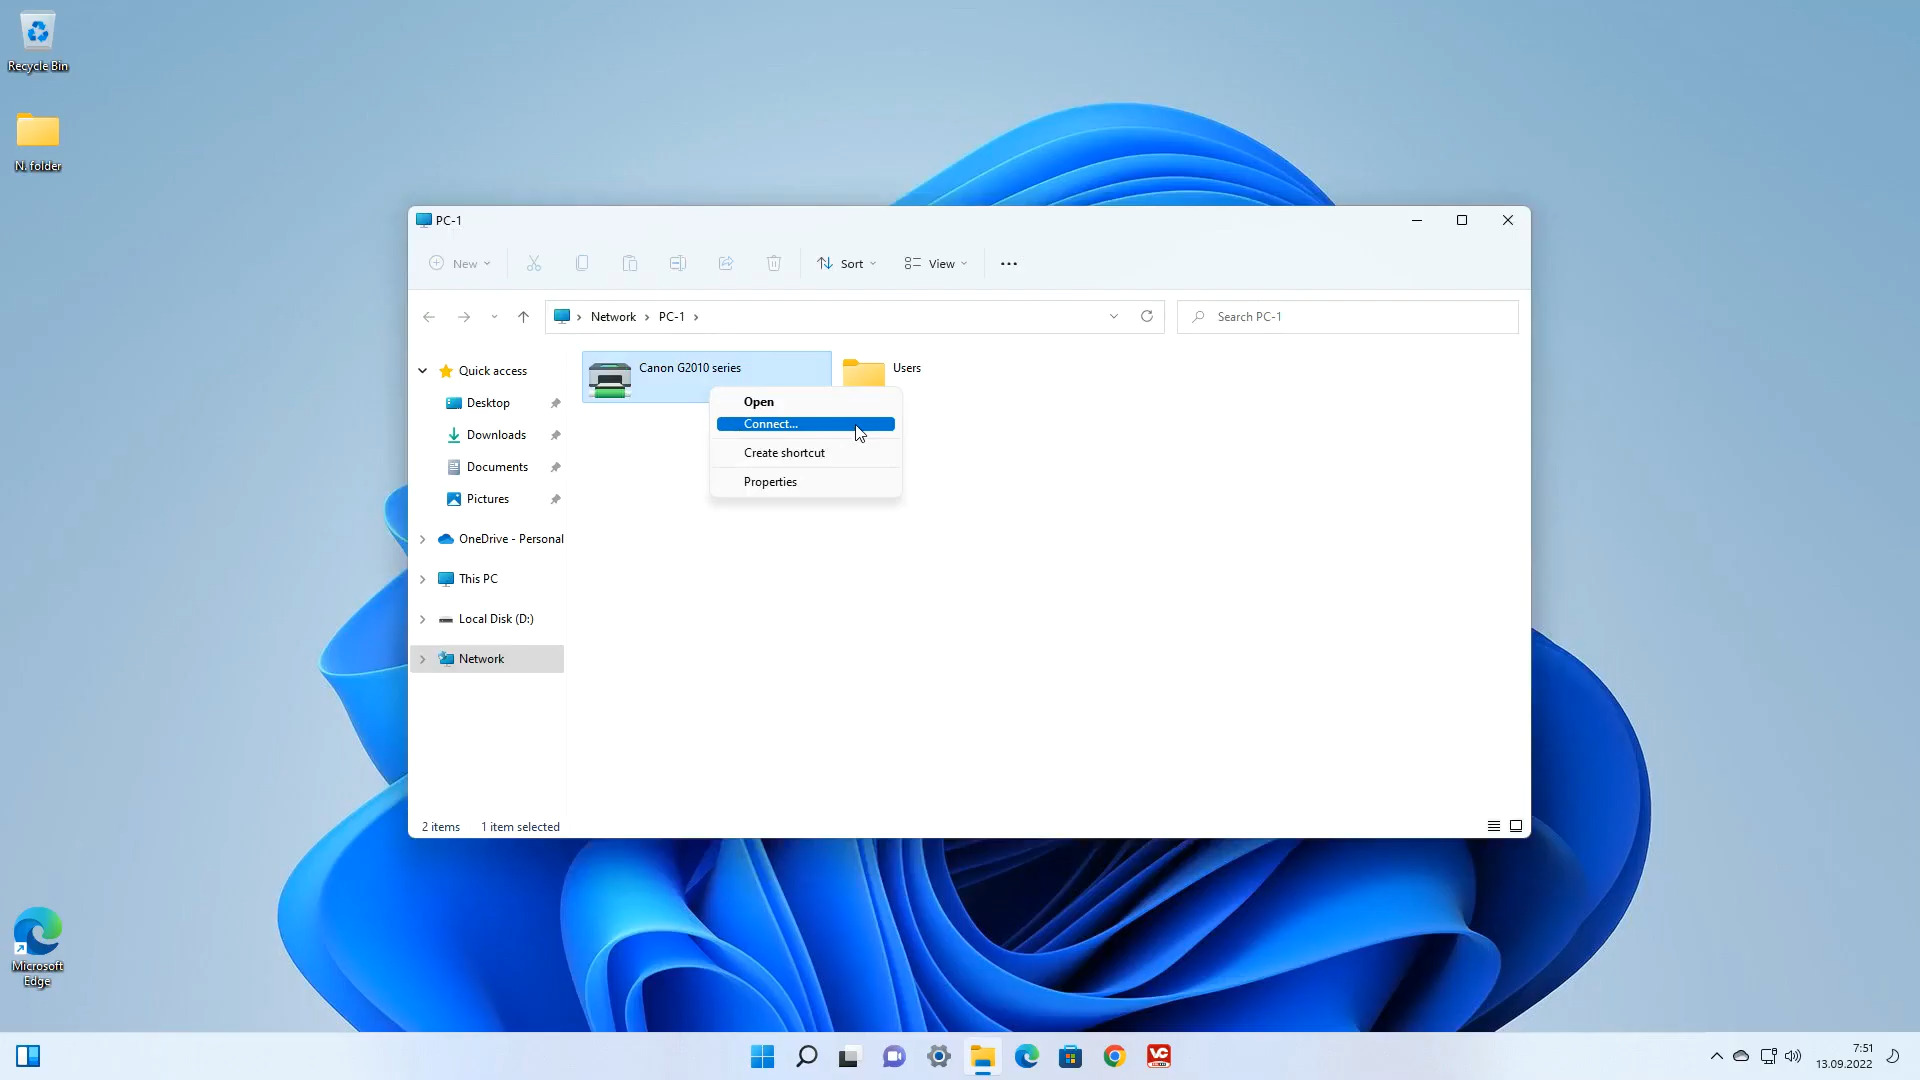 Recycle Bin
N. folder
PC-1
New
Sort
View
Network
PC-1
Search PC-1
Quick access
Desktop
Downloads
Documents
Pictures
OneDrive - Personal
This PC
Local Disk (D:)
Network
Canon G2010 series
Users
Open
Connect...
Create shortcut
Properties
2 items
1 item selected
Microsoft
Edge
VC
7:51
13.09.2022